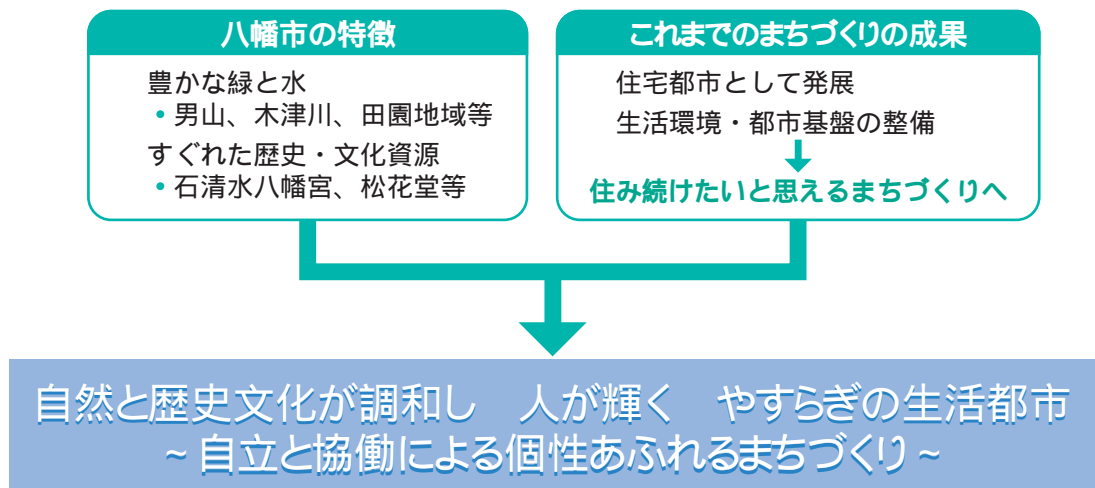 八幡市の特徴
豊かな緑と水
•男山、木津川、田園地域等
すぐれた歴史・文化資源
•石清水八幡宮、松花堂等
これまでのまちづくりの成果
住宅都市として発展
生活環境・都市基盤の整備
住み続けたいと思えるまちづくりへ
自然と歴史文化が調和し　人が輝く　やすらぎの生活都市
~自立と協働による個性あふれるまちづくり~